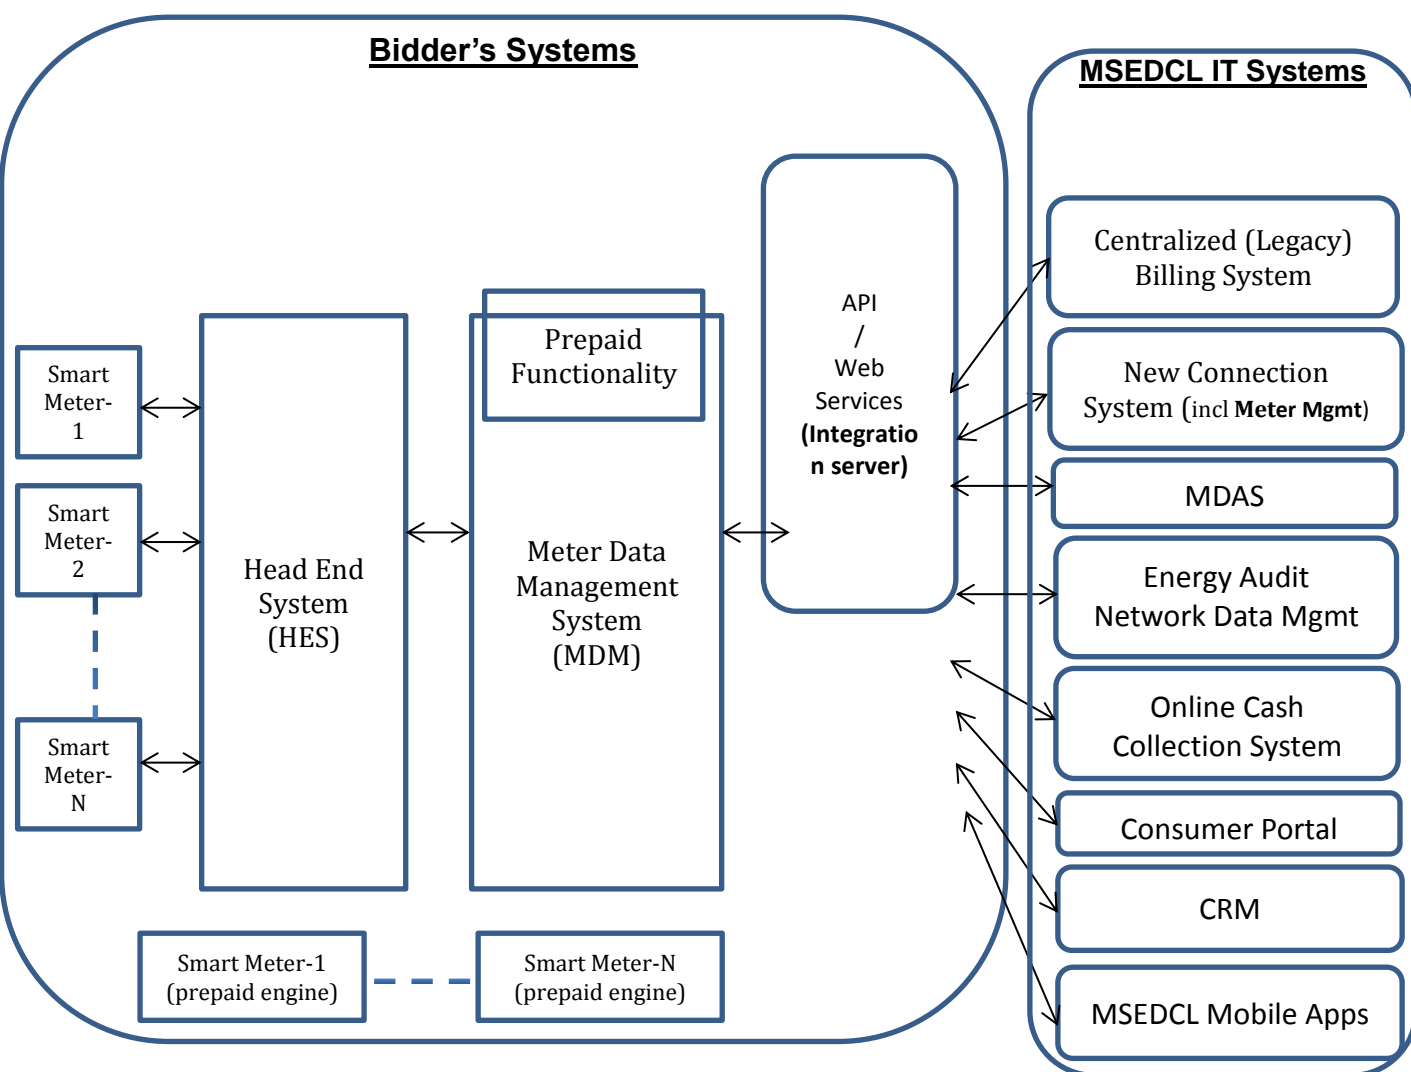 Bidder’s Systems
MSEDCL IT Systems
Smart
Meter-
1
Smart
Meter-
2
Smart
Meter-
N
Head End
System
(HES)
Prepaid
Functionality
Meter Data
Management
System
(MDM)
API
/
Web
Services
(Integratio
n server)
Smart Meter-1
(prepaid engine)
Smart Meter-N
(prepaid engine)
Centralized (Legacy)
Billing System
New Connection
System (incl Meter Mgmt)
MDAS
Energy Audit
Network Data Mgmt
Online Cash
Collection System
Consumer Portal
CRM
MSEDCL Mobile Apps